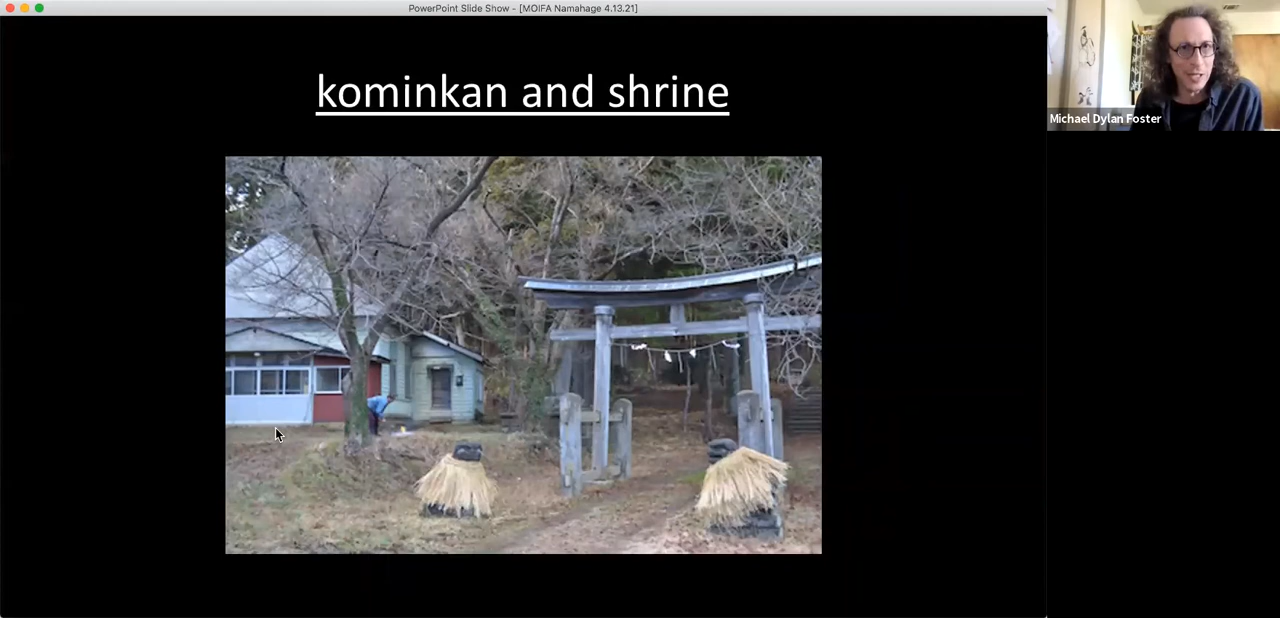 PowerPoint Slide Show - [MOIFA Namahage 4.13.21]
kominkan and shrine
Michael Dylan Foster